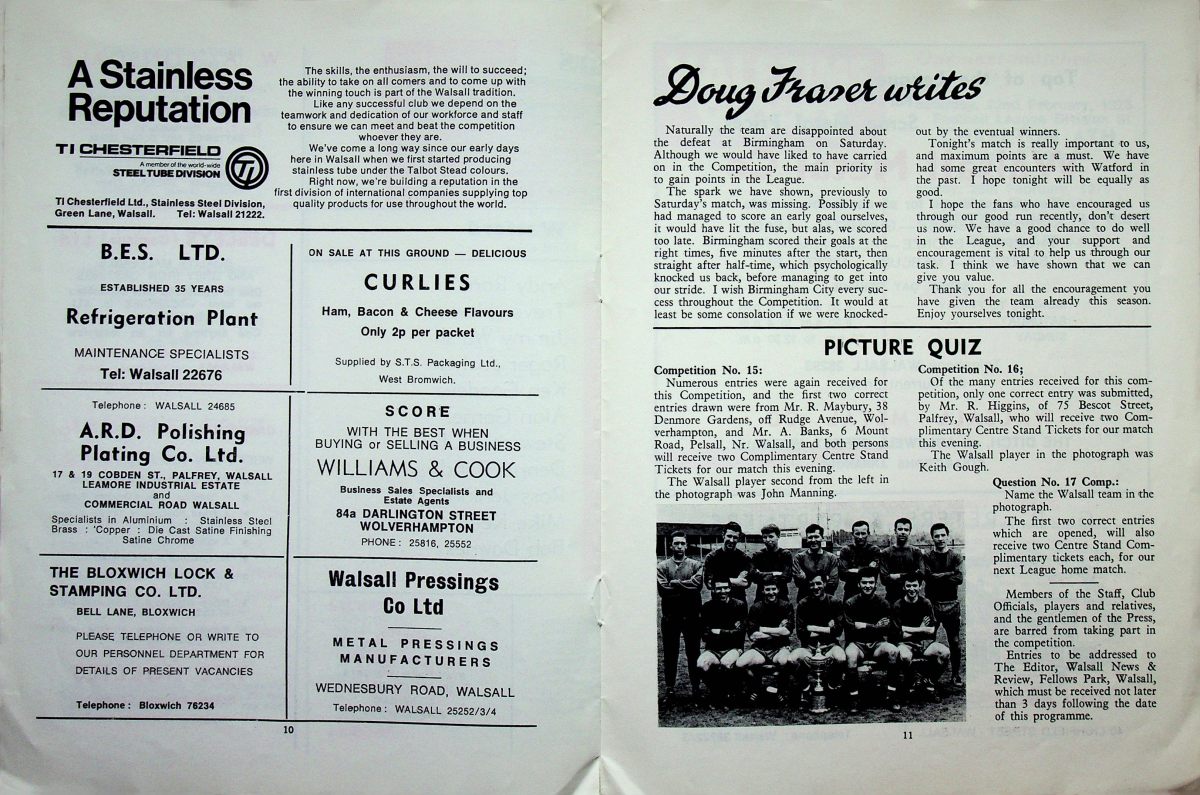 A Stainless
Reputation
TI CHESTERFIELD
A member of the world-wide
STEEL TUBE DIVISION
TI
TI Chesterfield Ltd., Stainless Steel Division,
Green Lane, Walsall. Tel: Walsall 21222.
The skills, the enthusiasm, the will to succeed;
the ability to take on all comers and to come up with
the winning touch is part of the Walsall tradition.
Like any successful club we depend on the
teamwork and dedication of our workforce and staff
to ensure we can meet and beat the competition
whoever they are.
We've come a long way since our early days
here in Walsall when we first started producing
stainless tube under the Talbot Stead colours.
Right now, we're building a reputation in the
first division of international companies supplying top
quality products for use throughout the world.
B.E.S. LTD.
ESTABLISHED 35 YEARS
Refrigeration Plant
MAINTENANCE SPECIALISTS
Tel: Walsall 22676
ON SALE AT THIS GROUND — DELICIOUS
CURLIES
Ham, Bacon & Cheese Flavours
Only 2p per packet
Supplied by S.T.S. Packaging Ltd.,
West Bromwich.
Telephone: WALSALL 24685
A.R.D. Polishing
Plating Co. Ltd.
17 & 19 COBDEN ST., PALFREY, WALSALL
LEAMORE INDUSTRIAL ESTATE
and
COMMERCIAL ROAD WALSALL
Specialists in Aluminium : Stainless Steel
Brass : 'Copper : Die Cast Satine Finishing
Satine Chrome
SCORE
WITH THE BEST WHEN
BUYING or SELLING A BUSINESS
WILLIAMS & COOK
Business Sales Specialists and
Estate Agents
84a DARLINGTON STREET
WOLVERHAMPTON
PHONE: 25816, 25552
THE BLOXWICH LOCK &
STAMPING CO. LTD.
BELL LANE, BLOXWICH
PLEASE TELEPHONE OR WRITE TO
OUR PERSONNEL DEPARTMENT FOR
DETAILS OF PRESENT VACANCIES
Telephone: Bloxwich 76234
Walsall Pressings
Co Ltd
METAL PRESSINGS
MANUFACTURERS
WEDNESBURY ROAD, WALSALL
Telephone: WALSALL 25252/3/4
10
Doug Fraser writes
Naturally the team are disappointed about
the defeat at Birmingham on Saturday.
Although we would have liked to have carried
on in the Competition, the main priority is
to gain points in the League.
The spark we have shown, previously to
Saturday's match, was missing. Possibly if we
had managed to score an early goal ourselves,
it would have lit the fuse, but alas, we scored
too late. Birmingham scored their goals at the
right times, five minutes after the start, then
straight after half-time, which psychologically
knocked us back, before managing to get into
our stride. I wish Birmingham City every suc-
cess throughout the Competition. It would at
least be some consolation if we were knocked-
out by the eventual winners.
Tonight's match is really important to us,
and maximum points are a must. We have
had some great encounters with Watford in
the past. I hope tonight will be equally as
good.
I hope the fans who have encouraged us
through our good run recently, don't desert
us now. We have a good chance to do well
in the League, and your support and
encouragement is vital to help us through our
task. I think we have shown that we can
give you value.
Thank you for all the encouragement you
have given the team already this season.
Enjoy yourselves tonight.
PICTURE QUIZ
Competition No. 15:
Numerous entries were again received for
this Competition, and the first two correct
entries drawn were from Mr. R. Maybury, 38
Denmore Gardens, off Rudge Avenue, Wol-
verhampton, and Mr. A. Banks, 6 Mount
Road, Pelsall, Nr. Walsall, and both persons
will receive two Complimentary Centre Stand
Tickets for our match this evening.
The Walsall player second from the left in
the photograph was John Manning.
Competition No. 16;
Of the many entries received for this com-
petition, only one correct entry was submitted,
by Mr. R. Higgins, of 75 Bescot Street,
Palfrey, Walsall, who will receive two Com-
plimentary Centre Stand Tickets for our match
this evening.
The Walsall player in the photograph was
Keith Gough.
Question No. 17 Comp.:
Name the Walsall team in the
photograph.
The first two correct entries
which are opened, will also
receive two Centre Stand Com-
plimentary tickets each, for our
next League home match.
Members of the Staff, Club
Officials, players and relatives,
and the gentlemen of the Press,
are barred from taking part in
the competition.
Entries to be addressed to
The Editor, Walsall News &
Review, Fellows Park, Walsall,
which must be received not later
than 3 days following the date
of this programme.
11